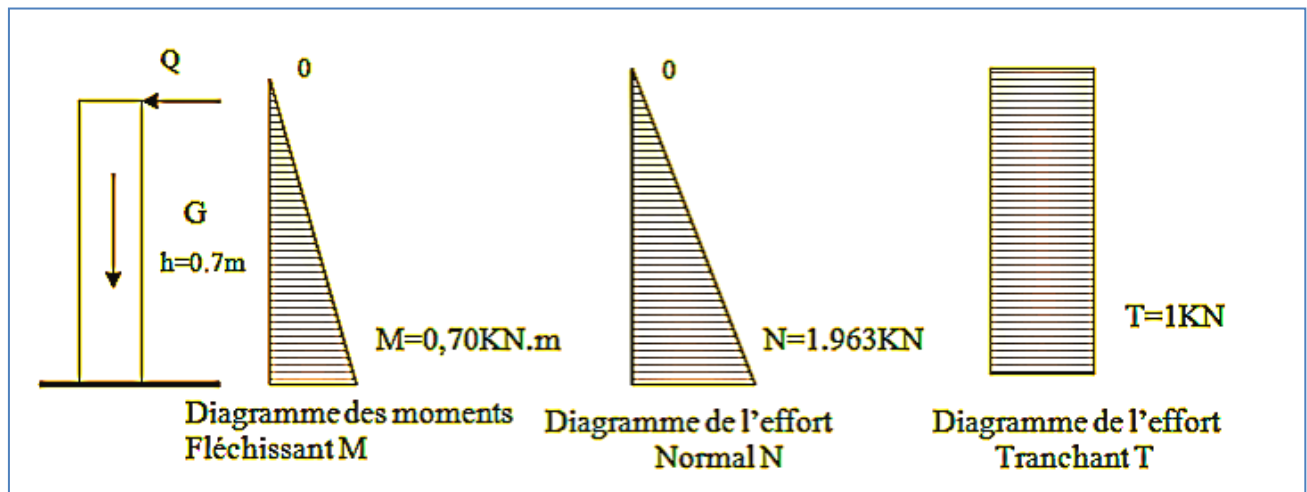 Q
G
h=0.7m
0
M=0,70KN.m
Diagramme des moments
Fléchissant M
0
N=1.963KN
Diagramme de l'effort
Normal N
T=1KN
Diagramme de l'effort
Tranchant T